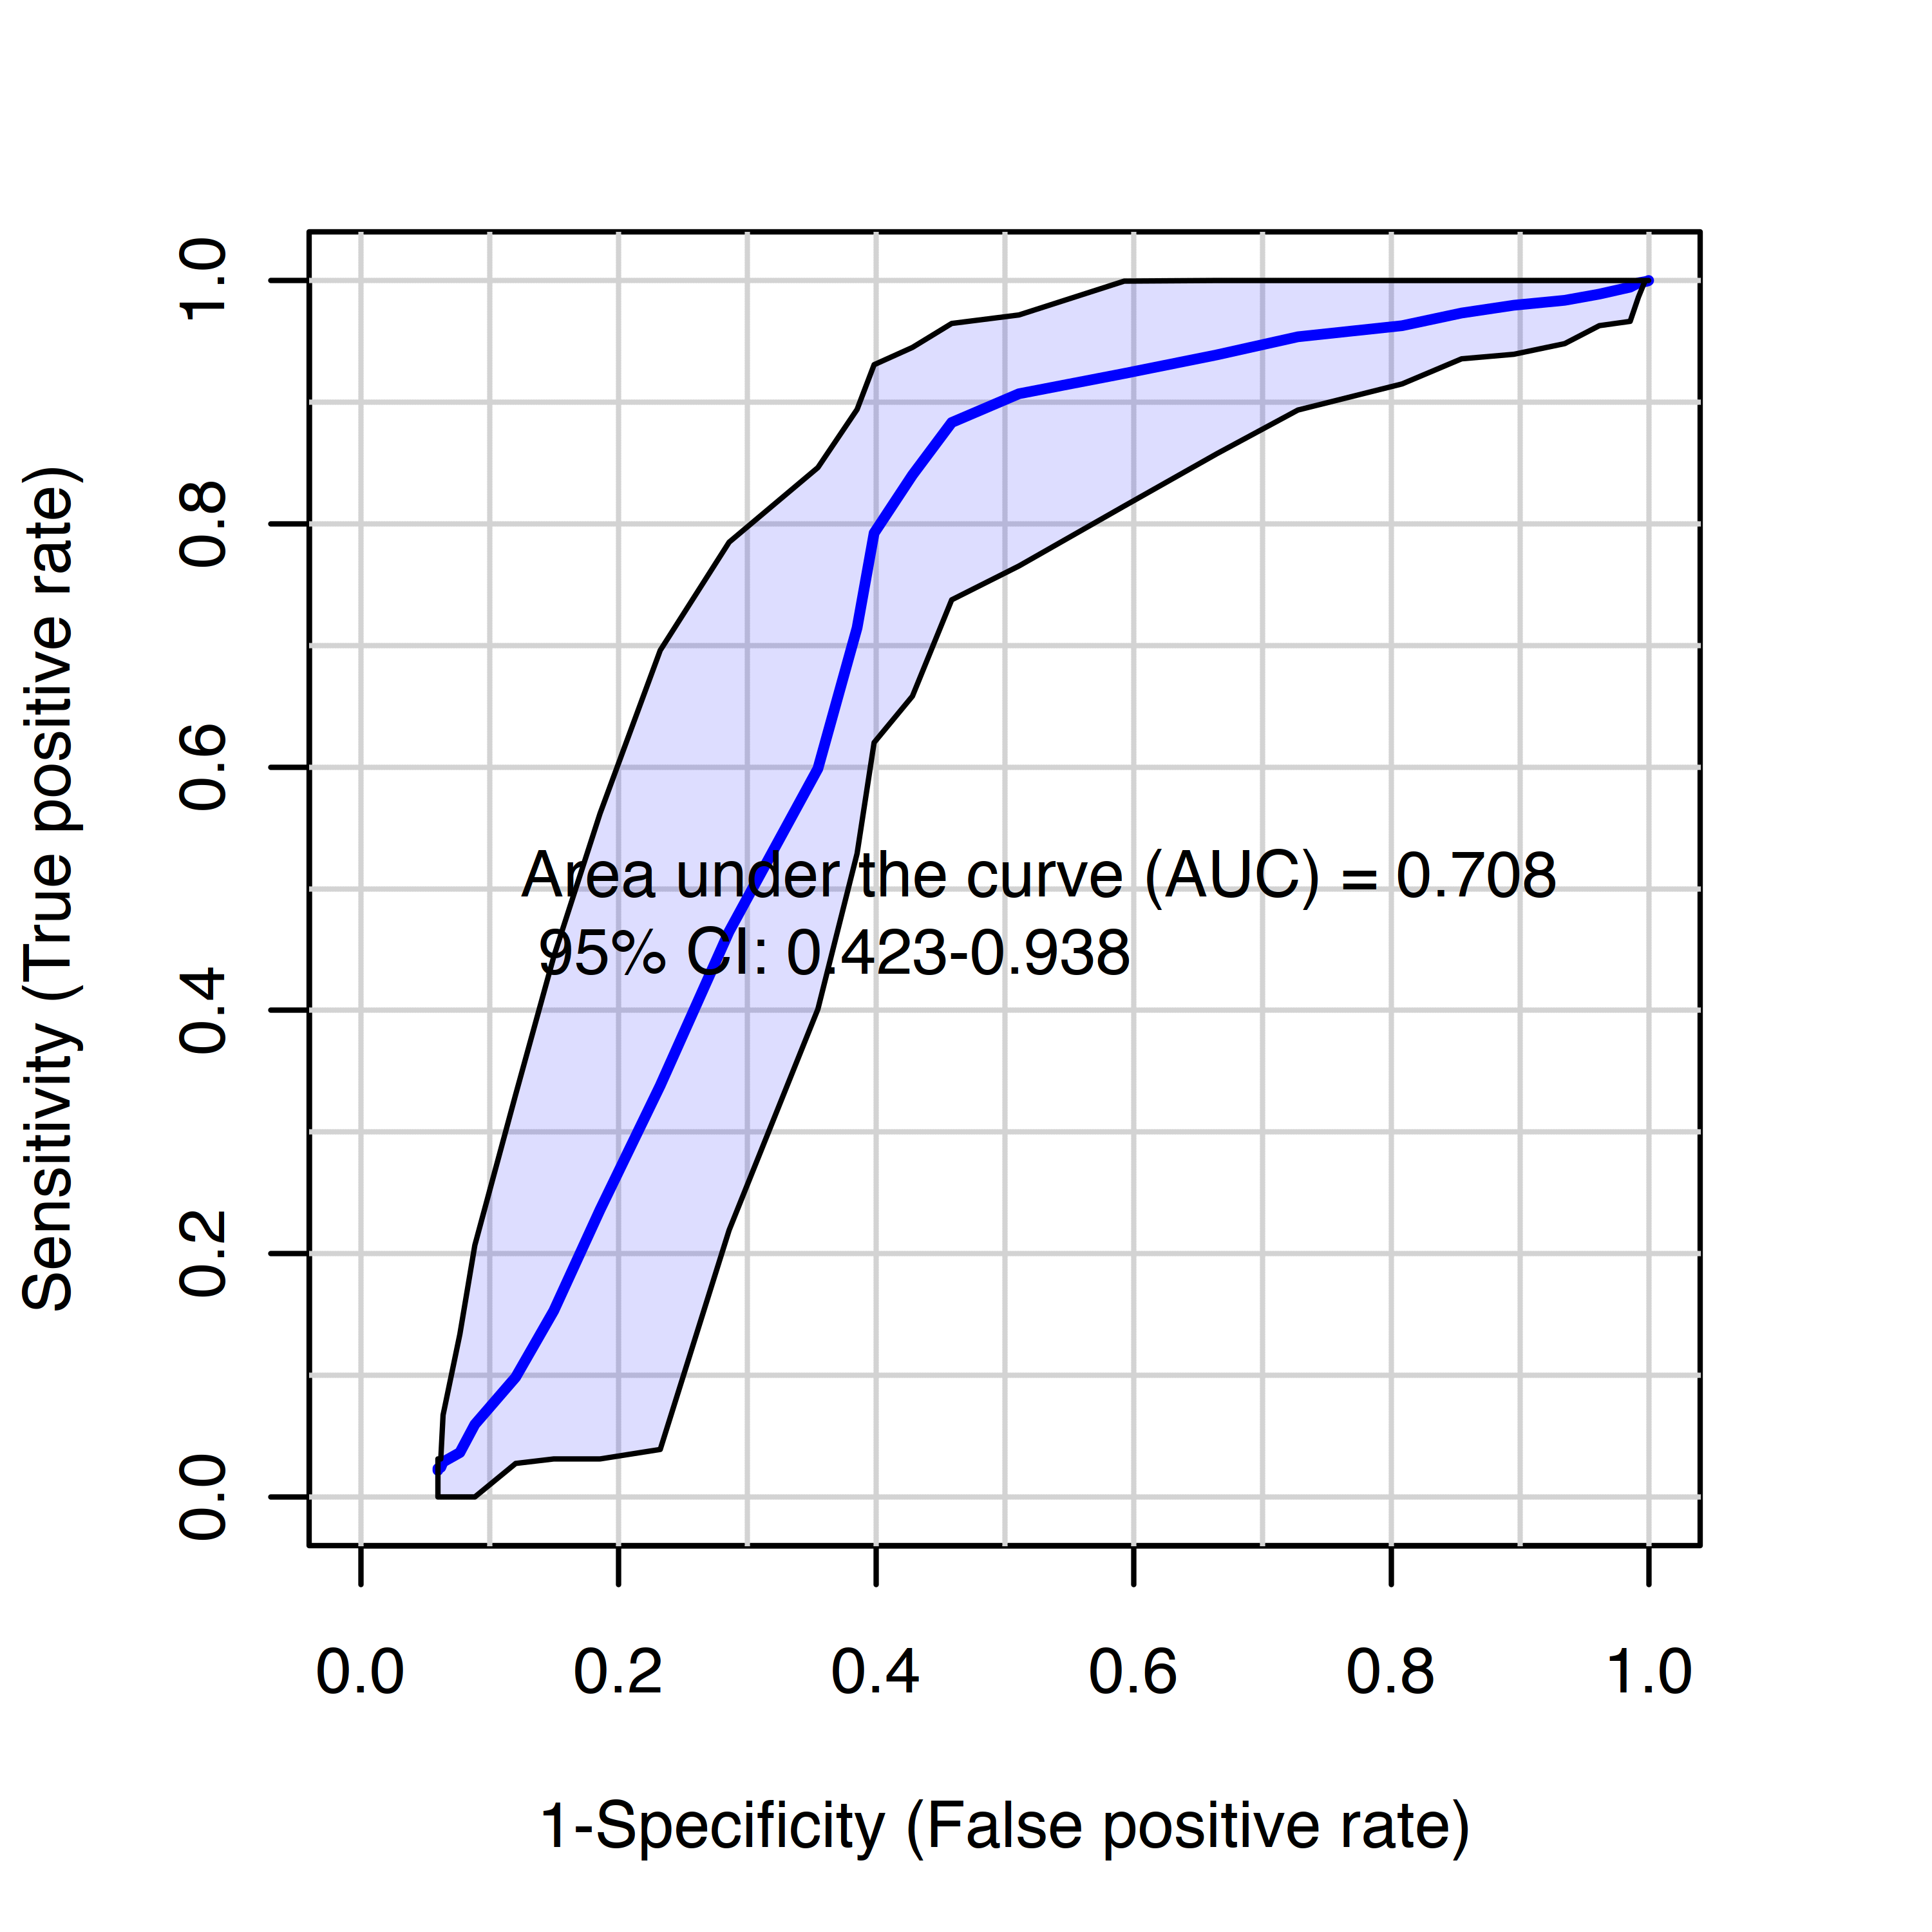 1.0
0.8
0.6
0.4
0.2
0.0
Sensitivity (True positive rate)
Area under the curve (AUC) = 0.708
95% CI: 0.423-0.938
0.0 0.2 0.4 0.6 0.8 1.0
1-Specificity (False positive rate)